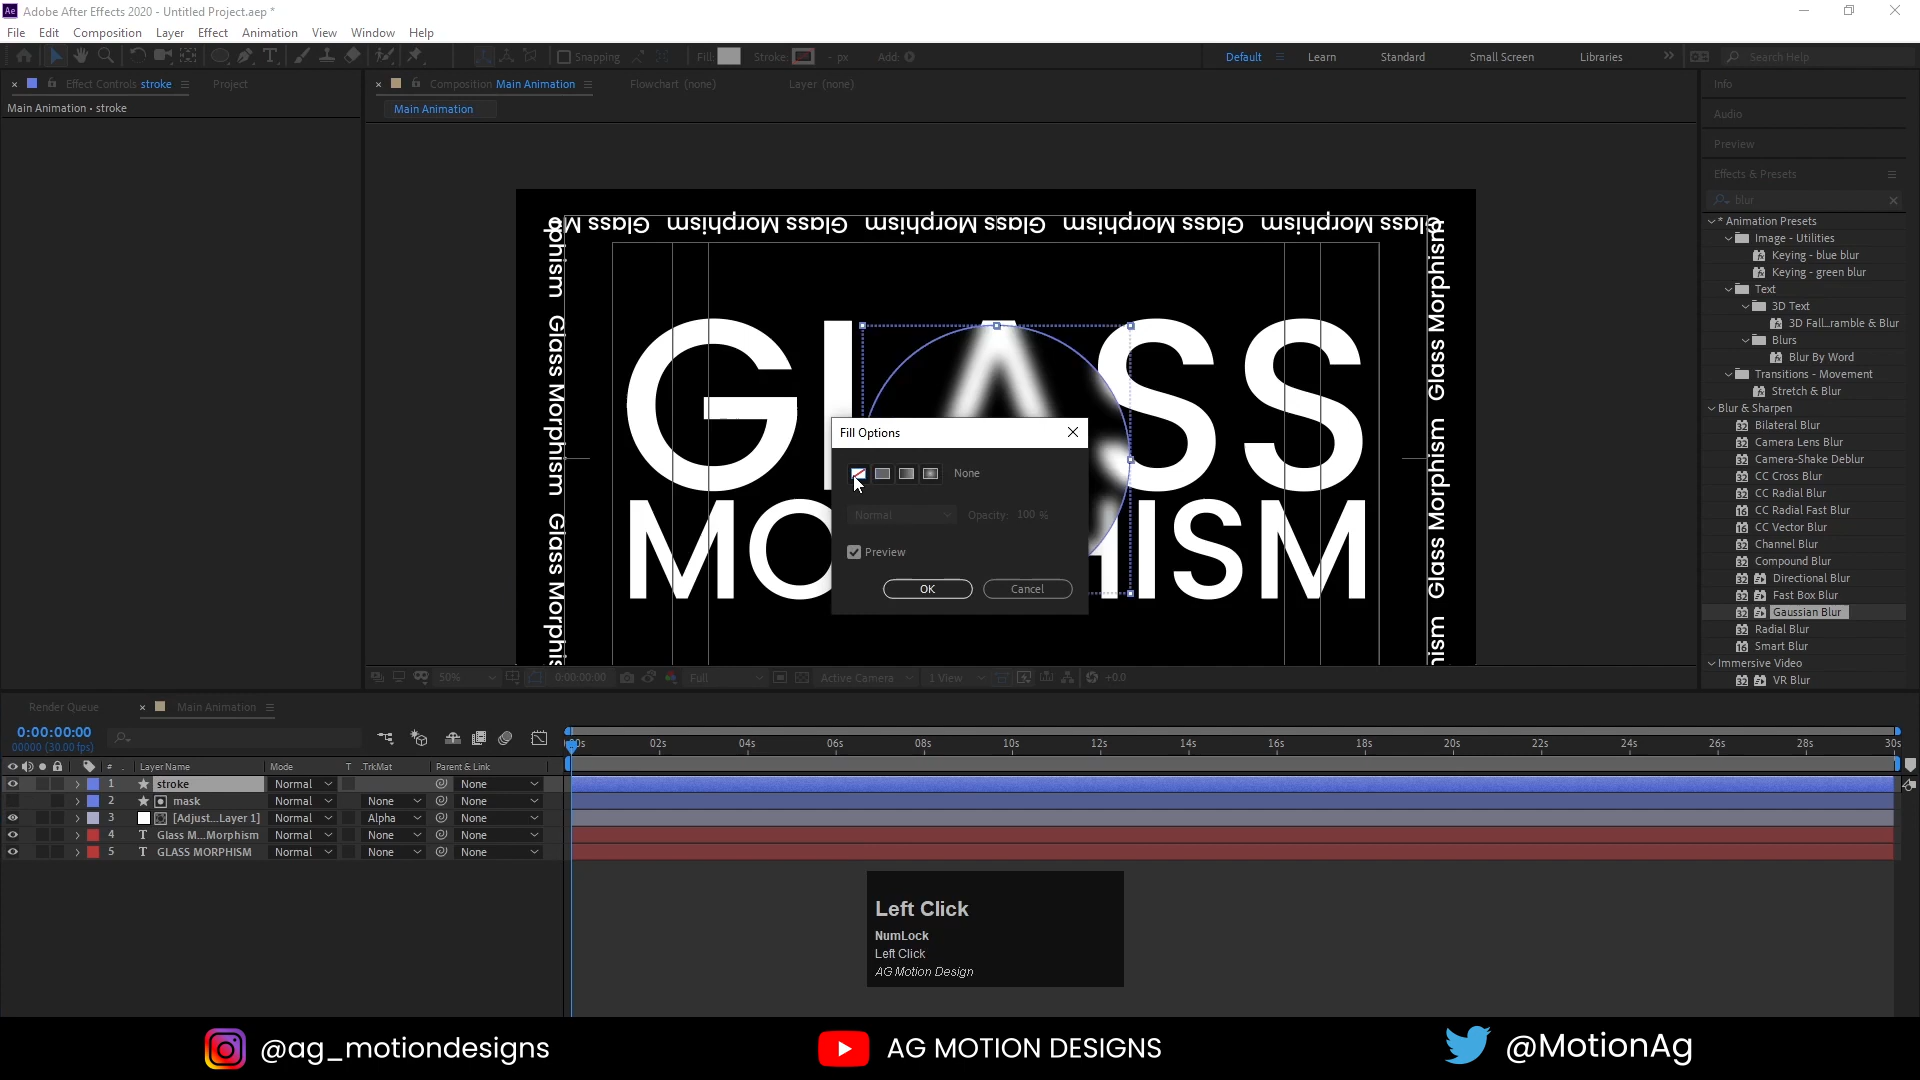 Ae Adobe After Effects 2020 - Untitled Project.aep *
File Edit Composition Layer Effect Animation View Window Help
Snapping Fill: Stroke: - px Add: Default Learn Standard Small Screen Libraries Search Help
Effect Controls stroke Project
Composition Main Animation Flowchart (none) Layer (none)
Main Animation • stroke
Main Animation
Info
Audio
Preview
Effects & Presets
blur
* Animation Presets
Image - Utilities
Keying - blue blur
Keying - green blur
Text
3D Text
3D Fall...ramble & Blur
Blurs
Blur By Word
Transitions - Movement
Stretch & Blur
Blur & Sharpen
Bilateral Blur
Camera Lens Blur
Camera-Shake Deblur
CC Cross Blur
CC Radial Blur
CC Radial Fast Blur
CC Vector Blur
Channel Blur
Compound Blur
Directional Blur
Fast Box Blur
Gaussian Blur
Radial Blur
Smart Blur
Immersive Video
VR Blur
Glass Morphism Glass Morphism Glass Morphism Glass Morphism Glass M
phism Glass Morphism Glass Morphis
Glass Morphism Glass Morphism hism
GLASS
MORPHISM
Fill Options
None
Normal Opacity: 100 %
Preview
OK Cancel
50% 0:00:00:00 Full Active Camera 1 View +0.0
Render Queue Main Animation
0:00:00:00
00000 (30.00 fps)
00s 02s 04s 06s 08s 10s 12s 14s 16s 18s 20s 22s 24s 26s 28s 30s
# Layer Name Mode T .TrkMat Parent & Link
1 stroke Normal None
2 mask Normal None None
3 [Adjust...Layer 1] Normal Alpha None
4 T Glass M...Morphism Normal None None
5 T GLASS MORPHISM Normal None None
Left Click
NumLock
Left Click
AG Motion Design
@ag_motiondesigns AG MOTION DESIGNS @MotionAg